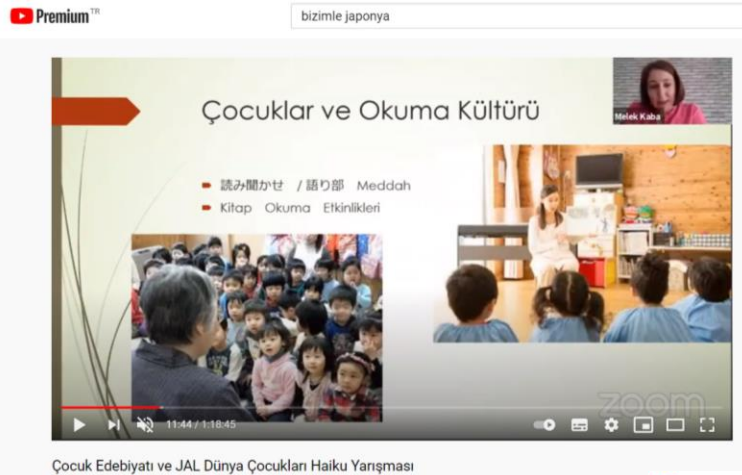 Premium TR
bizimle japonya
Çocuklar ve Okuma Kültürü
Melek Kaba
読み聞かせ / 語り部 Meddah
Kitap Okuma Etkinlikleri
zoom
11:44 / 1:18:45
Çocuk Edebiyatı ve JAL Dünya Çocukları Haiku Yarışması